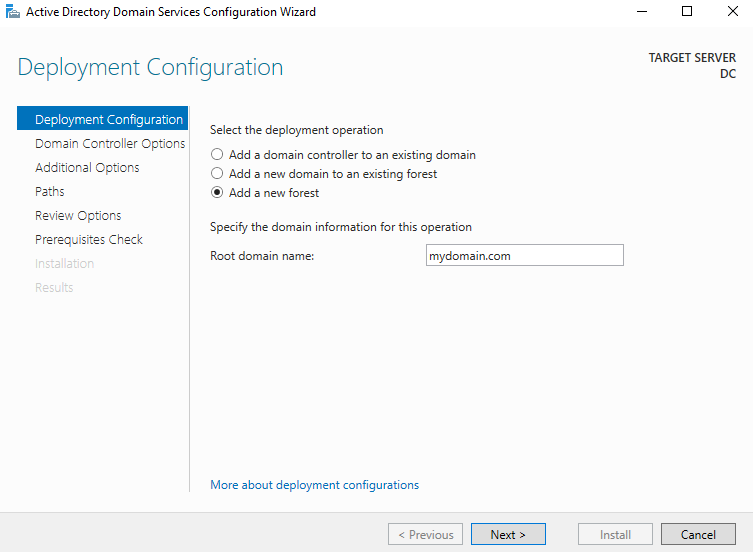 Active Directory Domain Services Configuration Wizard
Deployment Configuration
TARGET SERVER
DC
Deployment Configuration
Domain Controller Options
Additional Options
Paths
Review Options
Prerequisites Check
Installation
Results
Select the deployment operation
Add a domain controller to an existing domain
Add a new domain to an existing forest
Add a new forest
Specify the domain information for this operation
Root domain name: mydomain.com
More about deployment configurations
< Previous Next > Install Cancel